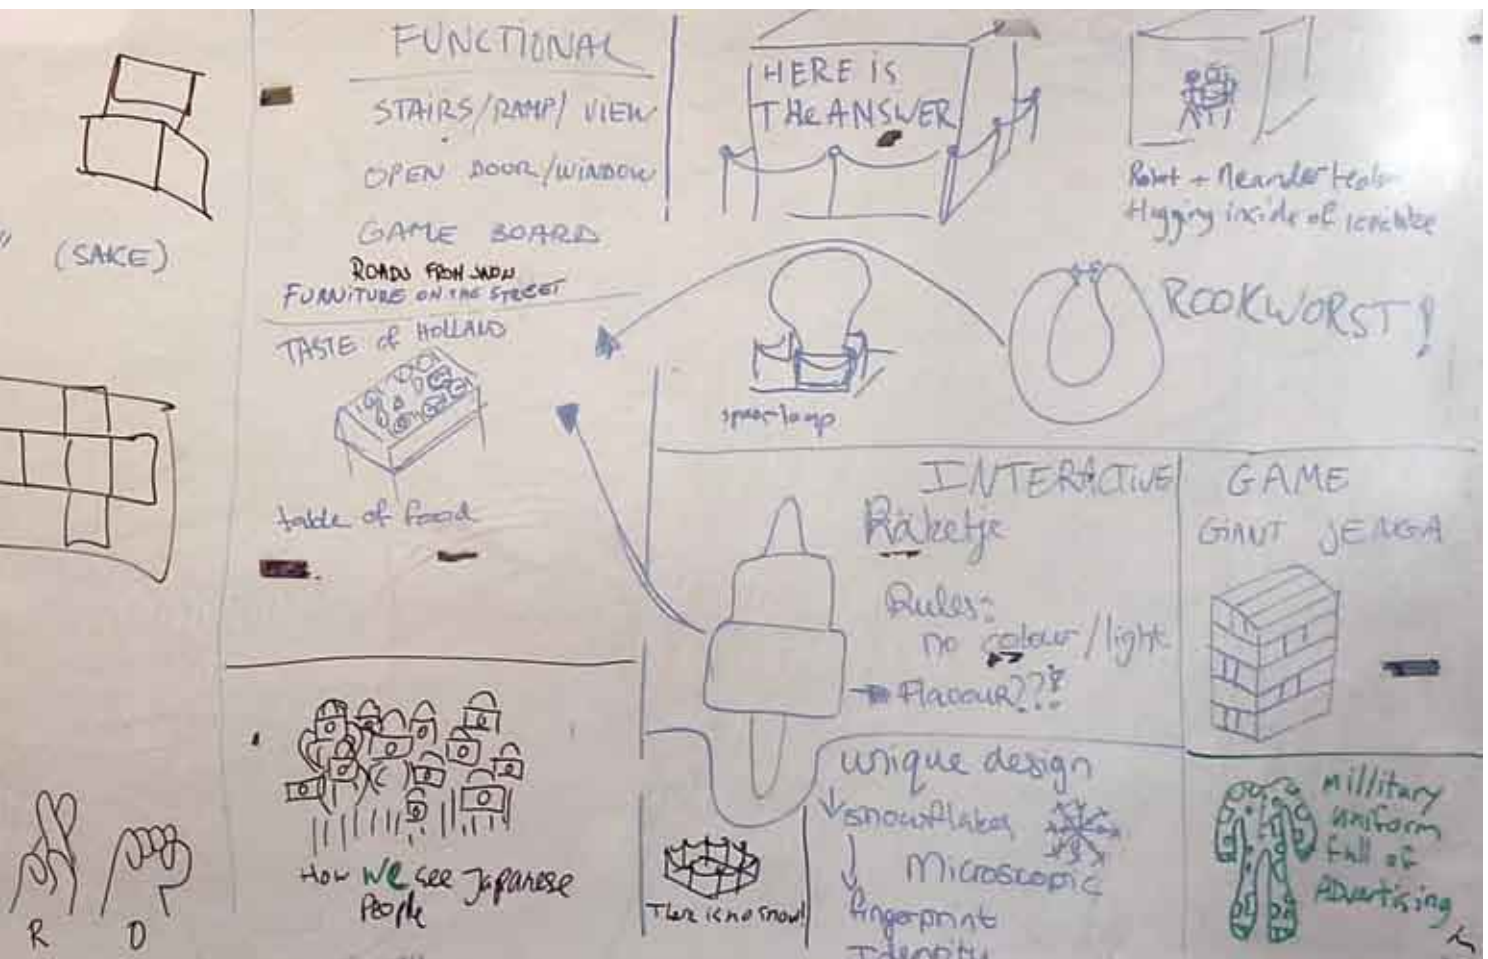 (SAKE)
R O
FUNCTIONAL
STAIRS/RAMP/ VIEW
OPEN DOOR/WINDOW
GAME BOARD
ROADS FROM
FURNITURE ON THE STREET
TASTE of HOLLAND
table of food
How we see Japanese
People
HERE iS
THe ANSWER
Robot + Neanderthaler
Hugging inside of
ROOKWORST!
lamp
INTERACTIVE
Raketje
Rules:
no colour/light
Flavour???
GAME
GIANT JENGA
unique design
snowflakes
Microscopic
fingerprint
Identity
There is no snow!
Millitary
uniform
full of
Advertising